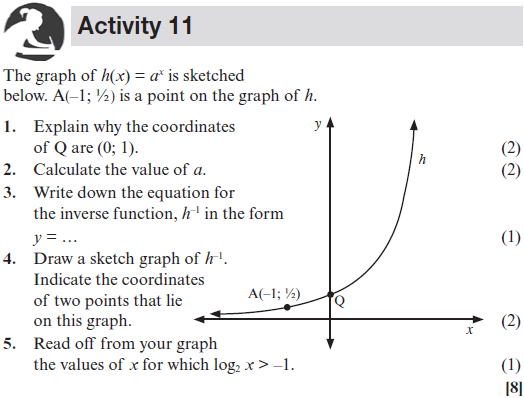 Activity 11
The graph of h(x) = aˣ is sketched
below. A(–1; ½) is a point on the graph of h.
1. Explain why the coordinates
of Q are (0; 1). (2)
2. Calculate the value of a. (2)
3. Write down the equation for
the inverse function, h⁻¹ in the form
y = ... (1)
4. Draw a sketch graph of h⁻¹.
Indicate the coordinates
of two points that lie
on this graph. (2)
5. Read off from your graph
the values of x for which log₂ x > –1. (1)
[8]
y
h
A(–1; ½)
Q
x